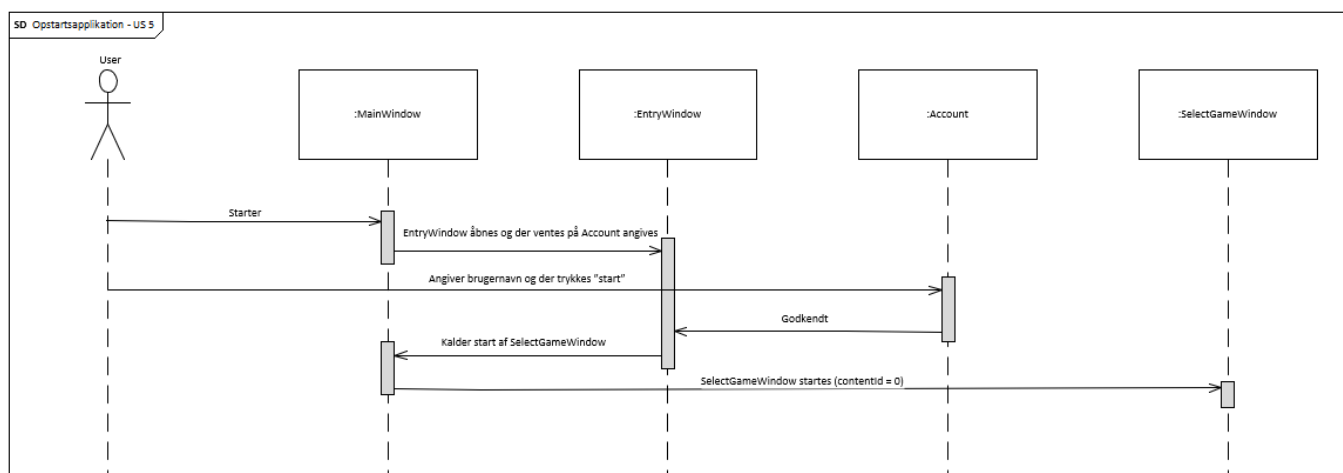 SD Opstartsapplikation - US 5
User
:MainWindow
:EntryWindow
:Account
:SelectGameWindow
Starter
EntryWindow åbnes og der ventes på Account angives
Angiver brugernavn og der trykkes "start"
Godkendt
Kalder start af SelectGameWindow
SelectGameWindow startes (contentId = 0)